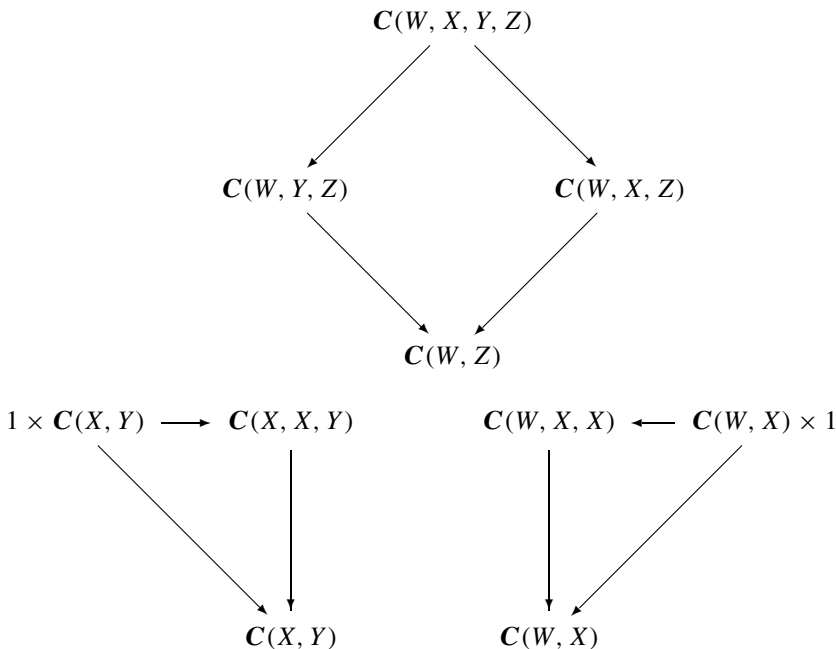 C(W, X, Y, Z)
C(W, Y, Z) C(W, X, Z)
C(W, Z)
1 × C(X, Y) C(X, X, Y) C(W, X, X) C(W, X) × 1
C(X, Y) C(W, X)